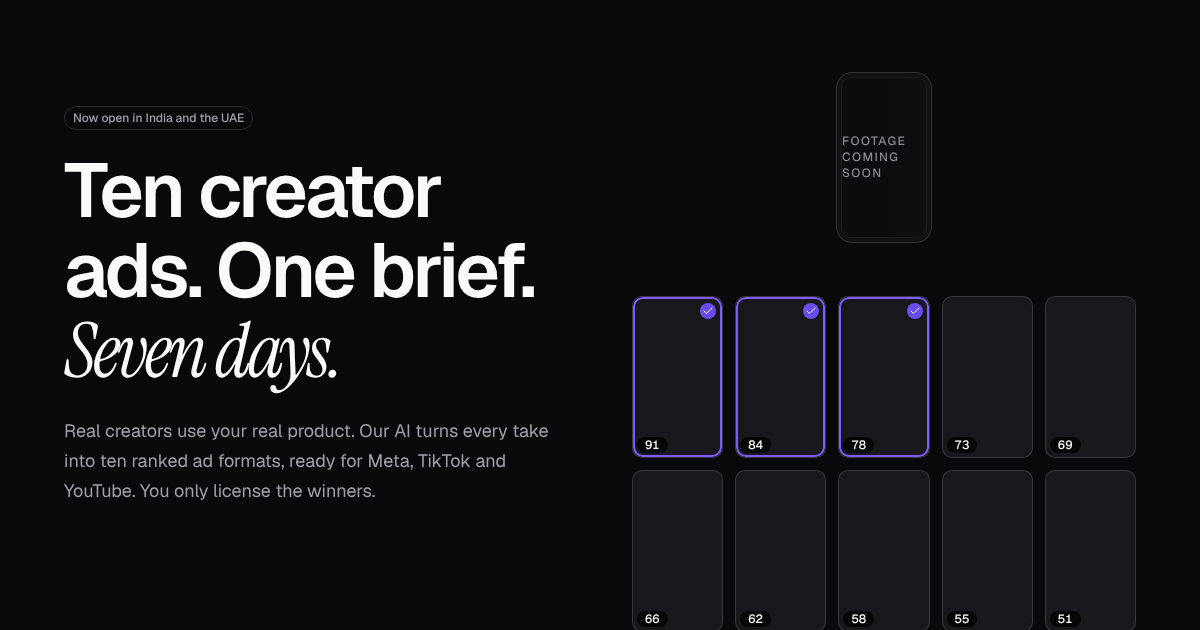 Now open in India and the UAE
Ten creator
ads. One brief.
Seven days.
Real creators use your real product. Our AI turns every take
into ten ranked ad formats, ready for Meta, TikTok and
YouTube. You only license the winners.
FOOTAGE
COMING
SOON
91 84 78 73 69
66 62 58 55 51